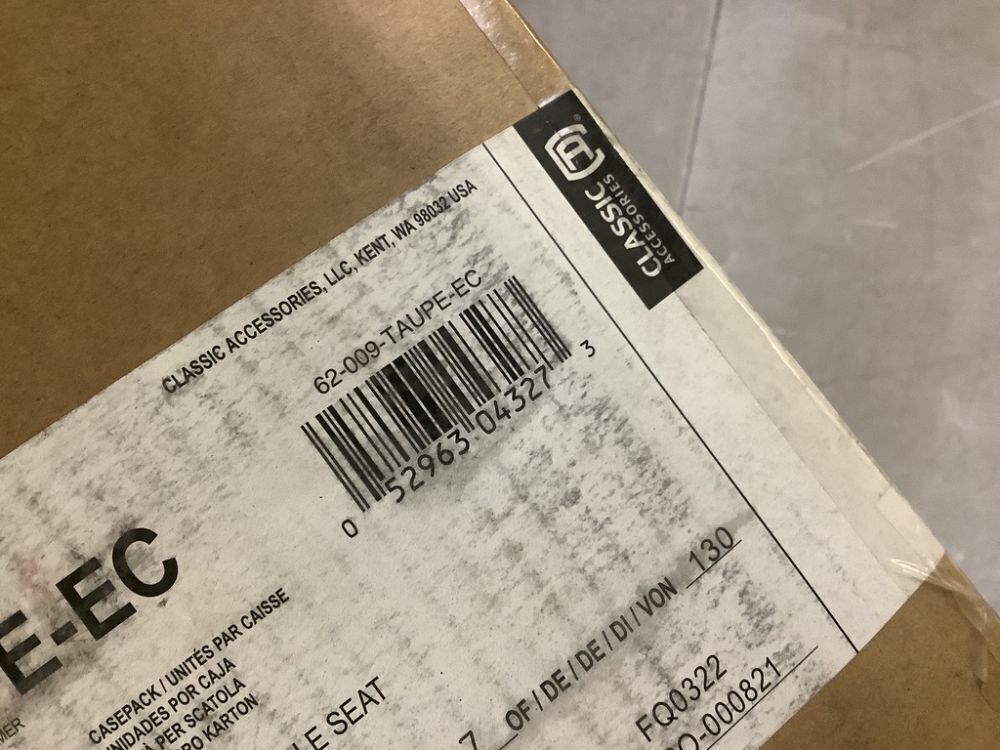 CLASSIC
ACCESSORIES
CLASSIC ACCESSORIES, LLC, KENT, WA 98032 USA
62-009-TAUPE-EC
0 52963 04327 3
E-EC
CASEPACK / UNITÉS PAR CAISSE
UNIDADES POR CAJA
PER SCATOLA
KARTON
SEAT
7 OF / DE / DE / DI / VON 130
FQ0322
-000821